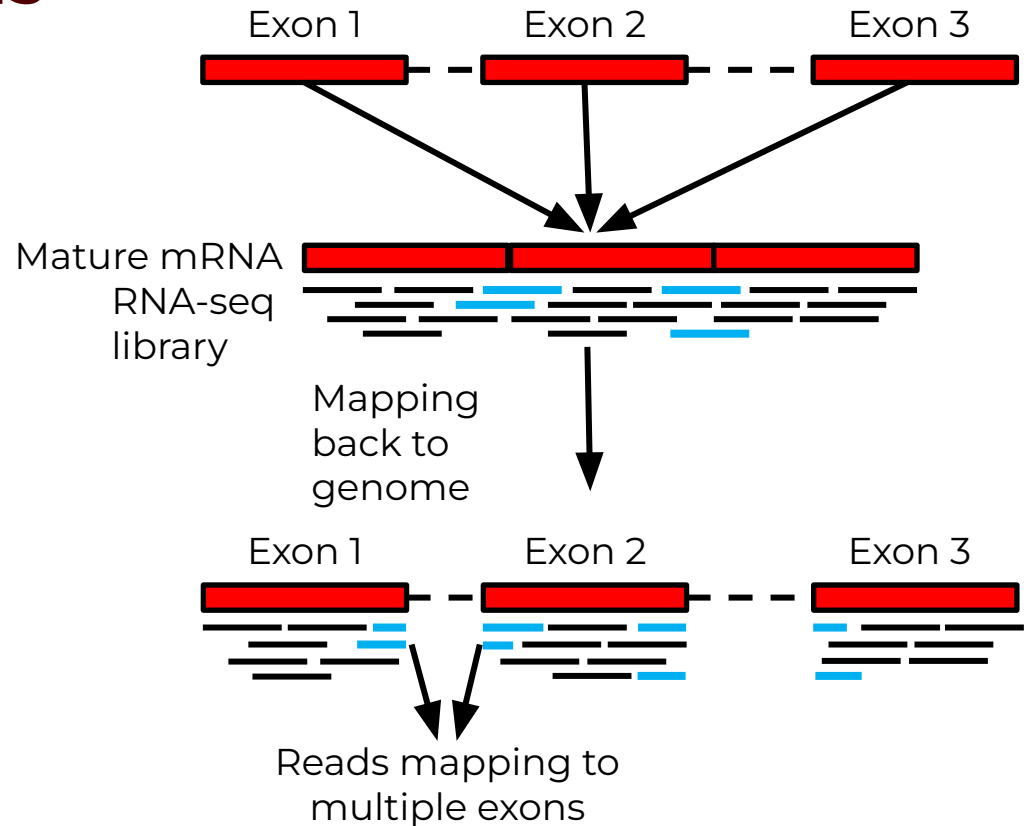 Exon 1 Exon 2 Exon 3
Mature mRNA
RNA-seq
library
Mapping
back to
genome
Exon 1 Exon 2 Exon 3
Reads mapping to
multiple exons